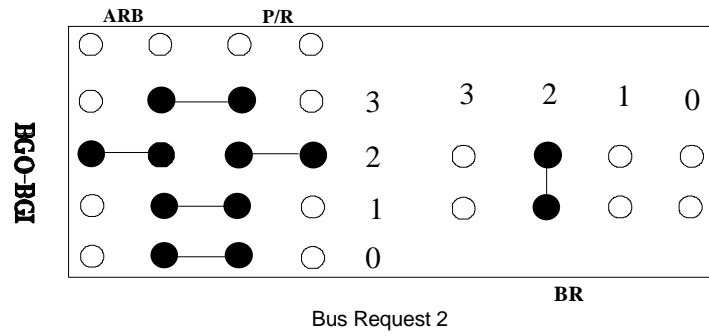 ARB P/R
3 3 2 1 0
BGO-BGI
2
1
0
BR
Bus Request 2